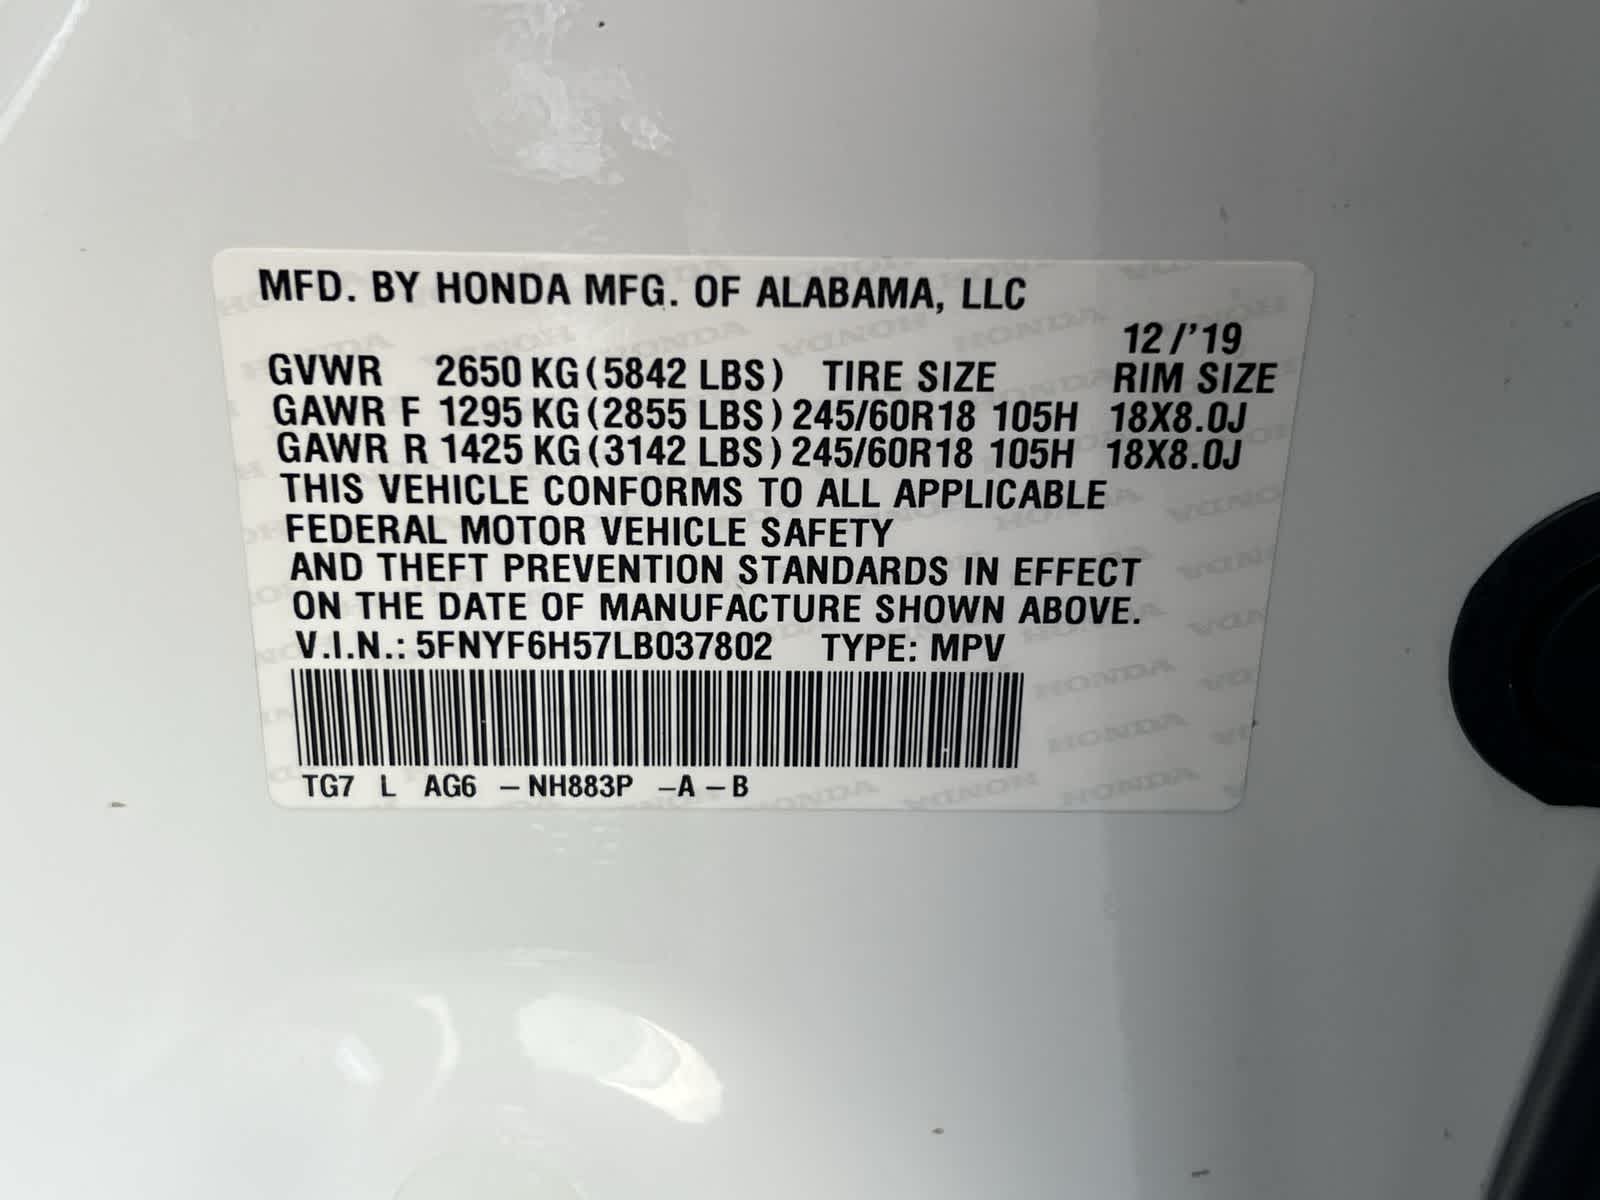 MFD. BY HONDA MFG. OF ALABAMA, LLC
12/'19
GVWR 2650 KG (5842 LBS) TIRE SIZE RIM SIZE
GAWR F 1295 KG (2855 LBS) 245/60R18 105H 18X8.0J
GAWR R 1425 KG (3142 LBS) 245/60R18 105H 18X8.0J
THIS VEHICLE CONFORMS TO ALL APPLICABLE
FEDERAL MOTOR VEHICLE SAFETY
AND THEFT PREVENTION STANDARDS IN EFFECT
ON THE DATE OF MANUFACTURE SHOWN ABOVE.
V.I.N.: 5FNYF6H57LB037802 TYPE: MPV
TG7 L AG6 – NH883P –A – B